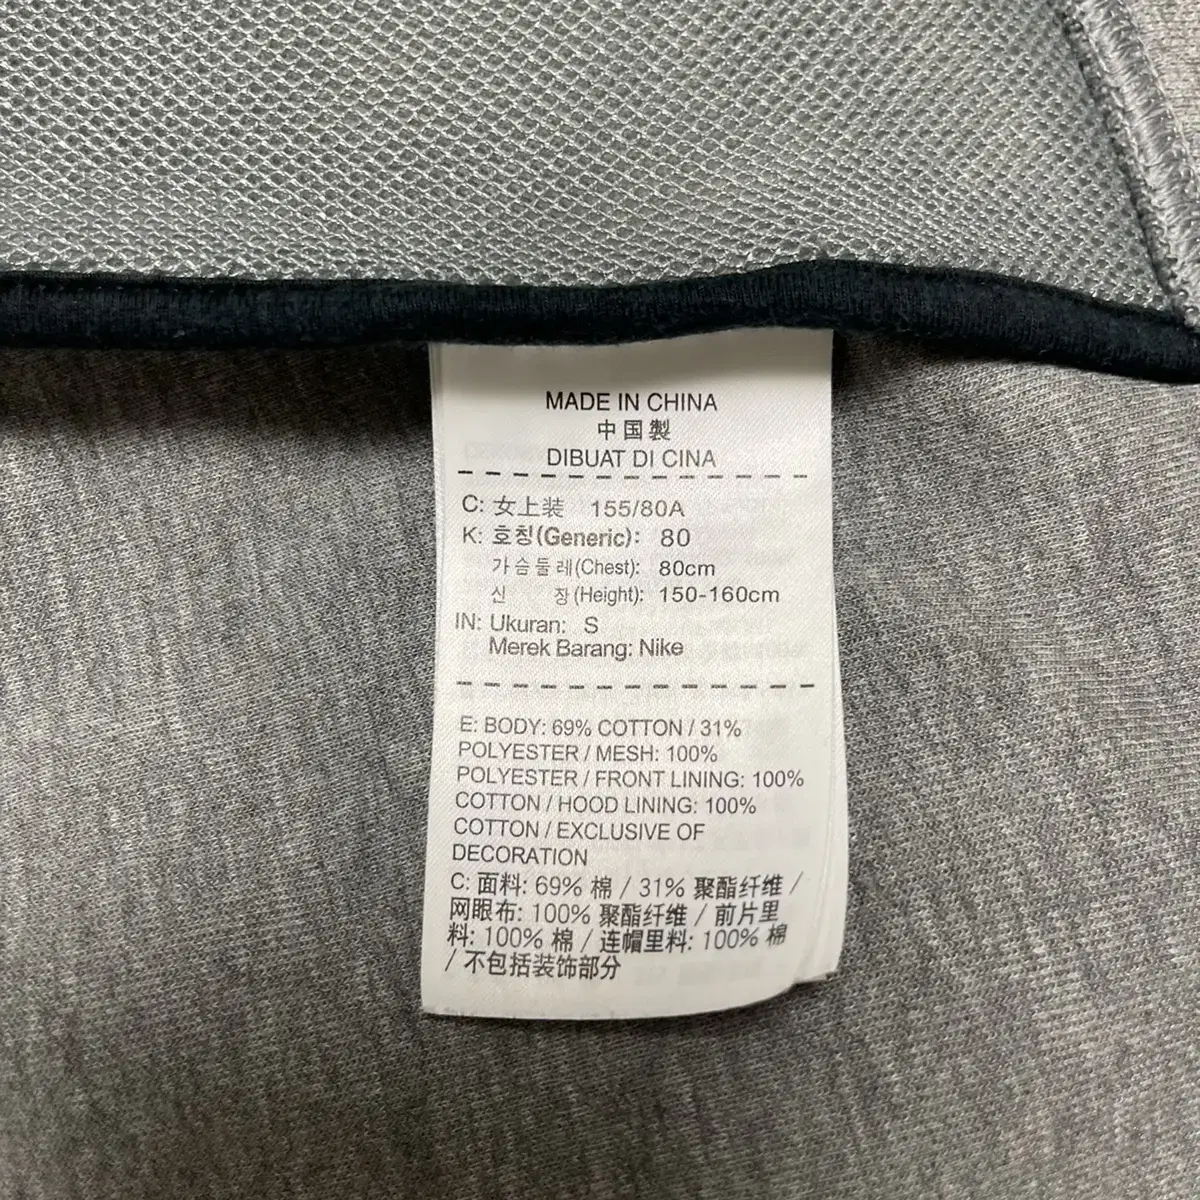 MADE IN CHINA
中国製
DIBUAT DI CINA
C: 女上装 155/80A
K: 호칭(Generic): 80
가슴둘레(Chest): 80cm
신 장(Height): 150-160cm
IN: Ukuran: S
Merek Barang: Nike
E: BODY: 69% COTTON / 31%
POLYESTER / MESH: 100%
POLYESTER / FRONT LINING: 100%
COTTON / HOOD LINING: 100%
COTTON / EXCLUSIVE OF
DECORATION
C: 面料: 69% 棉 / 31% 聚酯纤维 /
网眼布: 100% 聚酯纤维 / 前片里
料: 100% 棉 / 连帽里料: 100% 棉
/ 不包括装饰部分